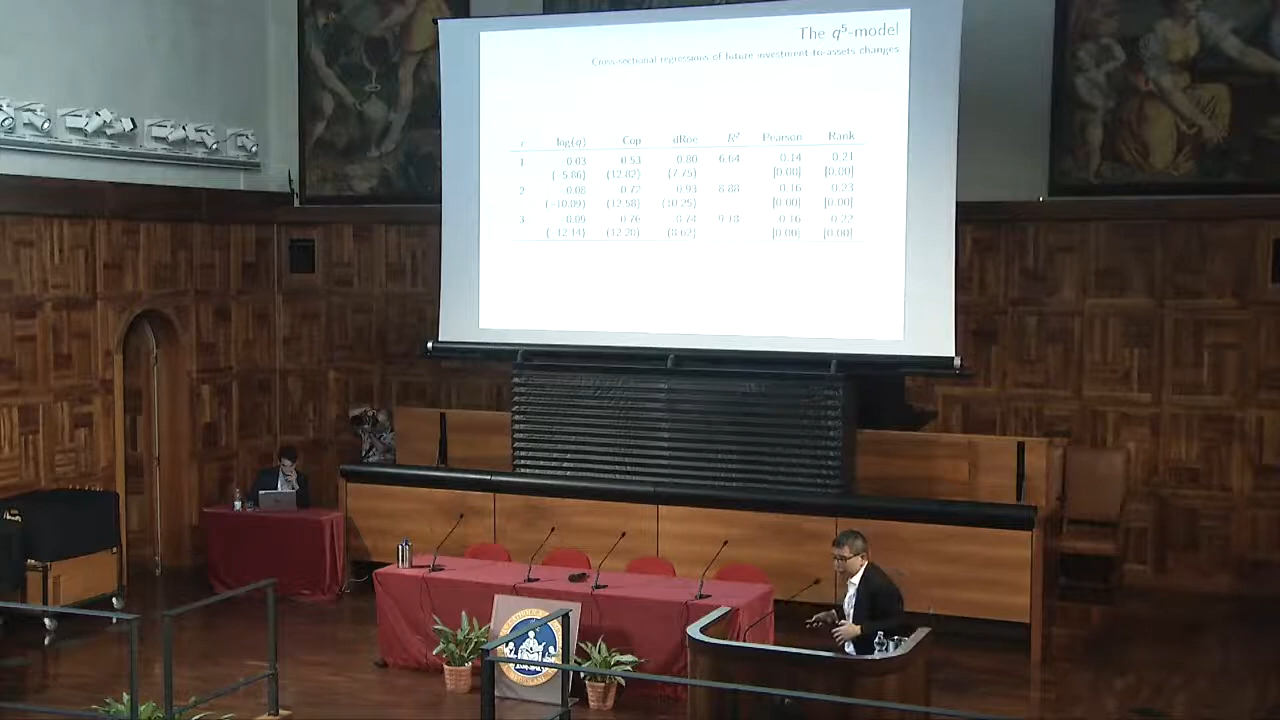 The q⁵-model
Cross-sectional regressions of future investment-to-assets changes
τ log(q) Cop dRoe R² Pearson Rank
1 0.03 0.53 0.80 6.64 0.14 0.21
(−5.86) (12.82) (7.75) [0.00] [0.00]
2 0.08 0.72 0.93 8.88 0.16 0.23
(−10.09) (12.58) (10.25) [0.00] [0.00]
3 0.09 0.76 0.74 9.18 0.16 0.22
(−12.14) (12.20) (8.62) [0.00] [0.00]